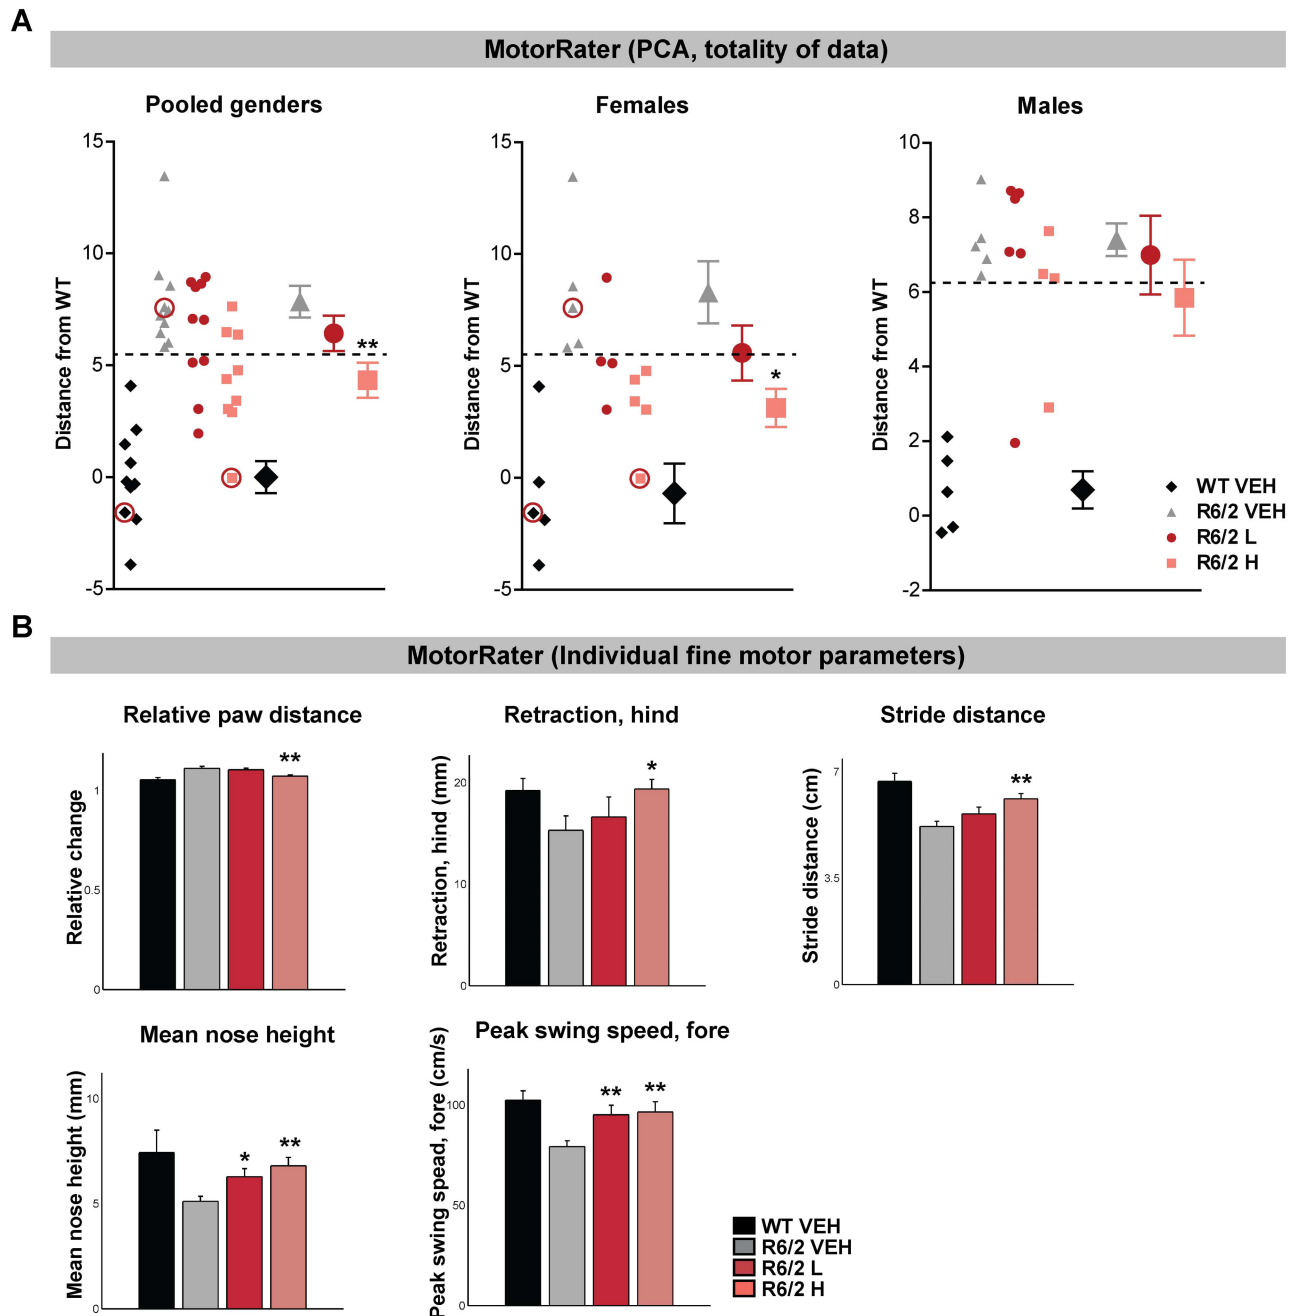 A
MotorRater (PCA, totality of data)
Pooled genders
Females
Males
Distance from WT
15
10
5
0
-5
**
Distance from WT
15
10
5
0
-5
*
Distance from WT
10
8
6
4
2
0
-2
WT VEH
R6/2 VEH
R6/2 L
R6/2 H
B
MotorRater (Individual fine motor parameters)
Relative paw distance
Relative change
1
0.5
0
**
Retraction, hind
Retraction, hind (mm)
20
10
0
*
Stride distance
Stride distance (cm)
7
3.5
0
**
Mean nose height
Mean nose height (mm)
10
5
0
*
**
Peak swing speed, fore
Peak swing spead, fore (cm/s)
100
50
0
**
**
WT VEH
R6/2 VEH
R6/2 L
R6/2 H